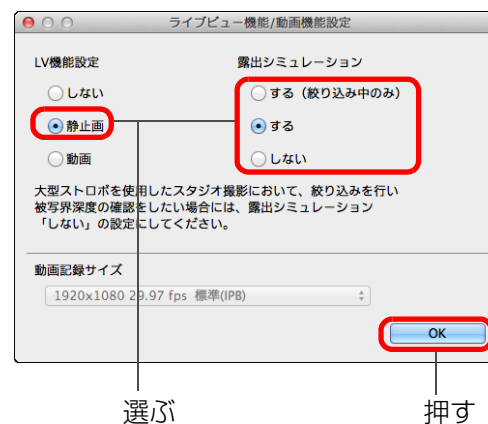 ライブビュー機能/動画機能設定
LV機能設定
露出シミュレーション
しない
する（絞り込み中のみ）
静止画
する
動画
しない
大型ストロボを使用したスタジオ撮影において、絞り込みを行い
被写界深度の確認をしたい場合には、露出シミュレーション
「しない」の設定にしてください。
動画記録サイズ
1920x1080 29.97 fps 標準(IPB)
OK
選ぶ
押す